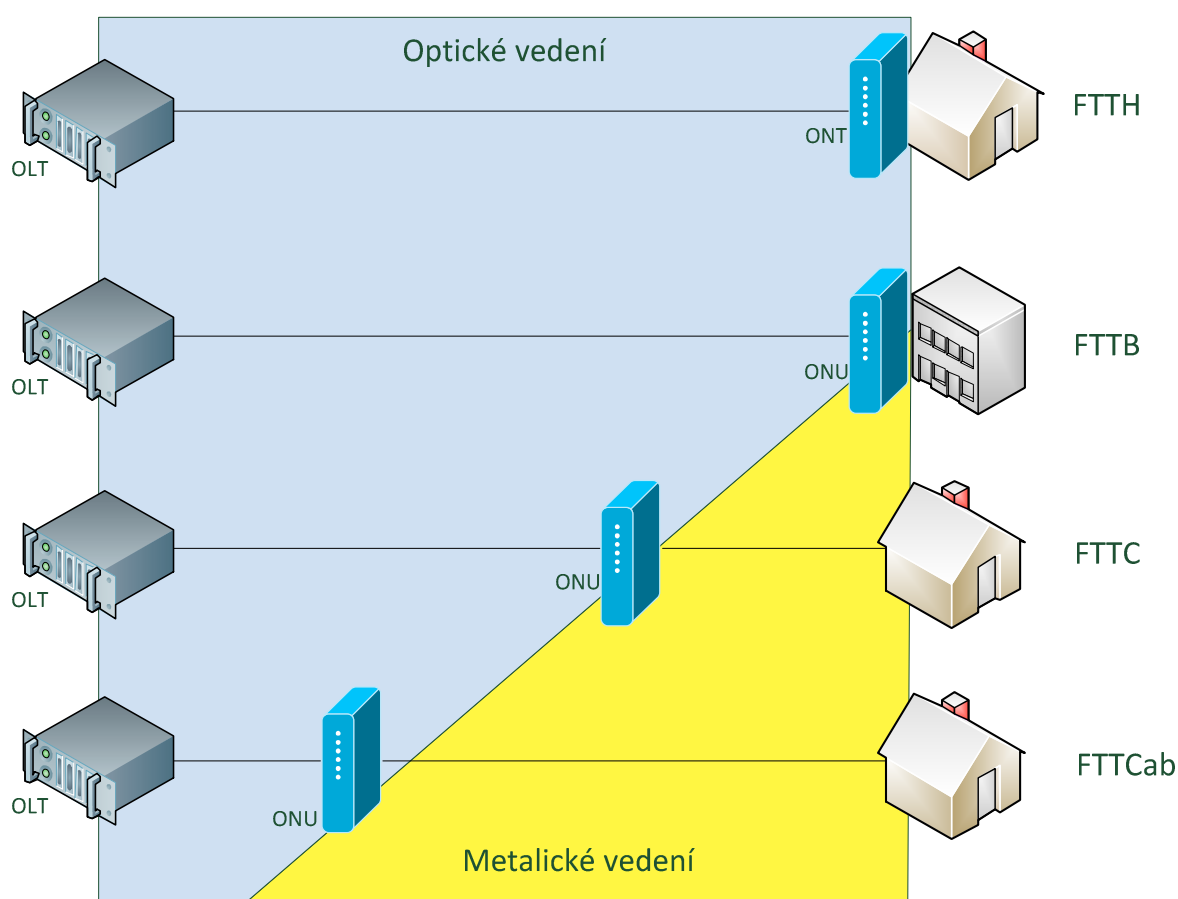 Optické vedení
OLT
ONT
FTTH
OLT
ONU
FTTB
OLT
ONU
FTTC
OLT
ONU
FTTCab
Metalické vedení